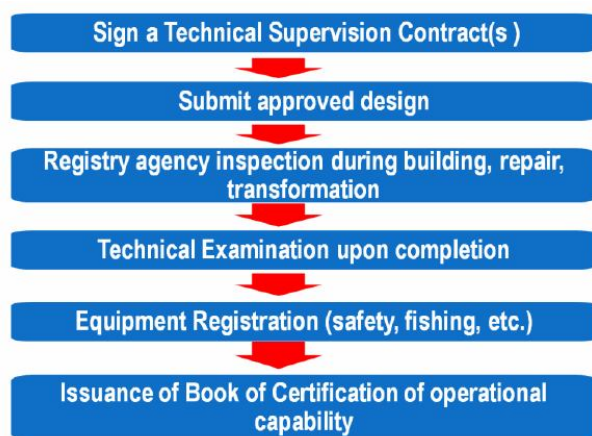 Sign a Technical Supervision Contract(s )
Submit approved design
Registry agency inspection during building, repair,
transformation
Technical Examination upon completion
Equipment Registration (safety, fishing, etc.)
Issuance of Book of Certification of operational
capability